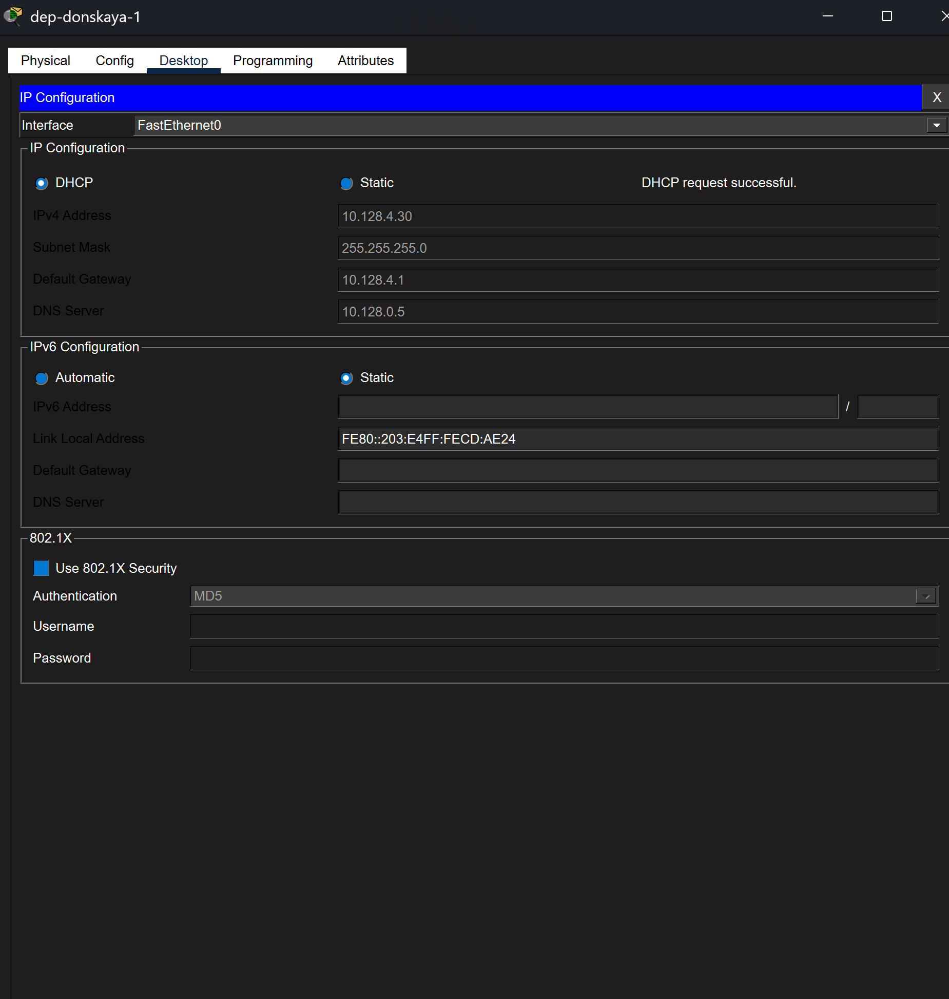 dep-donskaya-1
Physical Config Desktop Programming Attributes
IP Configuration X
Interface FastEthernet0
IP Configuration
DHCP Static DHCP request successful.
IPv4 Address 10.128.4.30
Subnet Mask 255.255.255.0
Default Gateway 10.128.4.1
DNS Server 10.128.0.5
IPv6 Configuration
Automatic Static
IPv6 Address /
Link Local Address FE80::203:E4FF:FECD:AE24
Default Gateway
DNS Server
802.1X
Use 802.1X Security
Authentication MD5
Username
Password